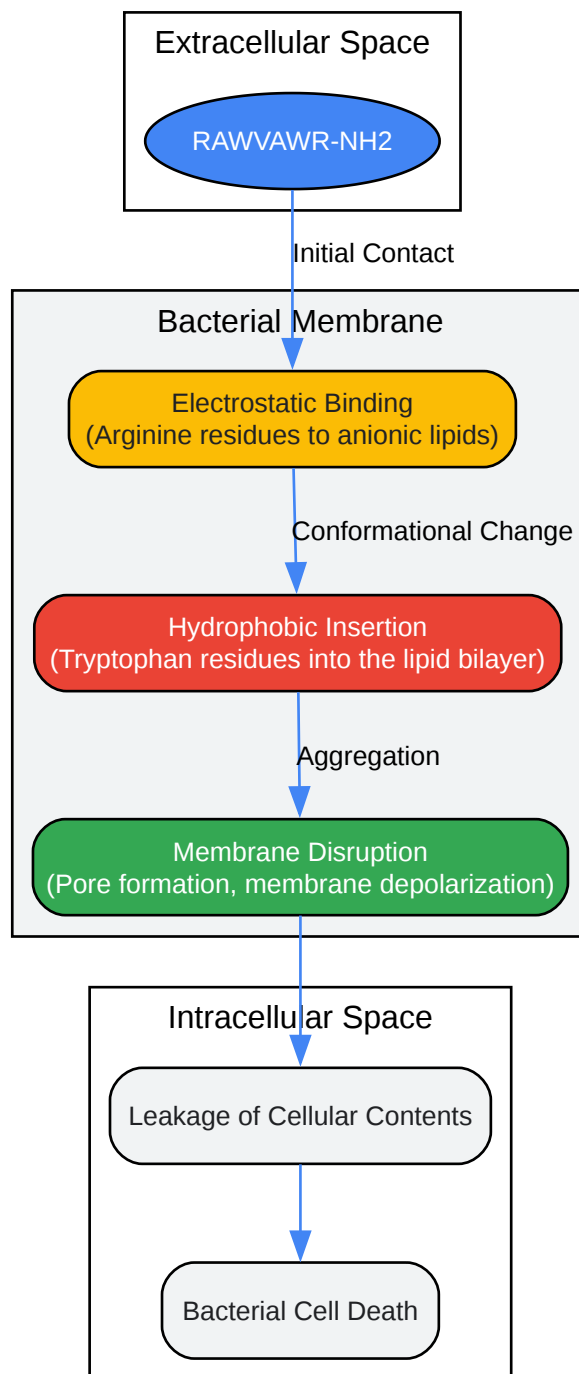 Extracellular Space
RAWVAWR-NH2
Initial Contact
Bacterial Membrane
Electrostatic Binding
(Arginine residues to anionic lipids)
Conformational Change
Hydrophobic Insertion
(Tryptophan residues into the lipid bilayer)
Aggregation
Membrane Disruption
(Pore formation, membrane depolarization)
Intracellular Space
Leakage of Cellular Contents
Bacterial Cell Death